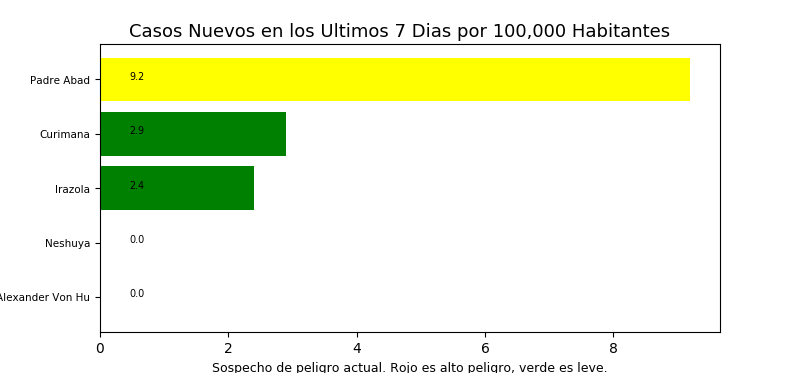 Casos Nuevos en los Ultimos 7 Dias por 100,000 Habitantes
Padre Abad 9.2
Curimana 2.9
Irazola 2.4
Neshuya 0.0
Alexander Von Hu 0.0
0 2 4 6 8
Sospecho de peligro actual. Rojo es alto peligro, verde es leve.